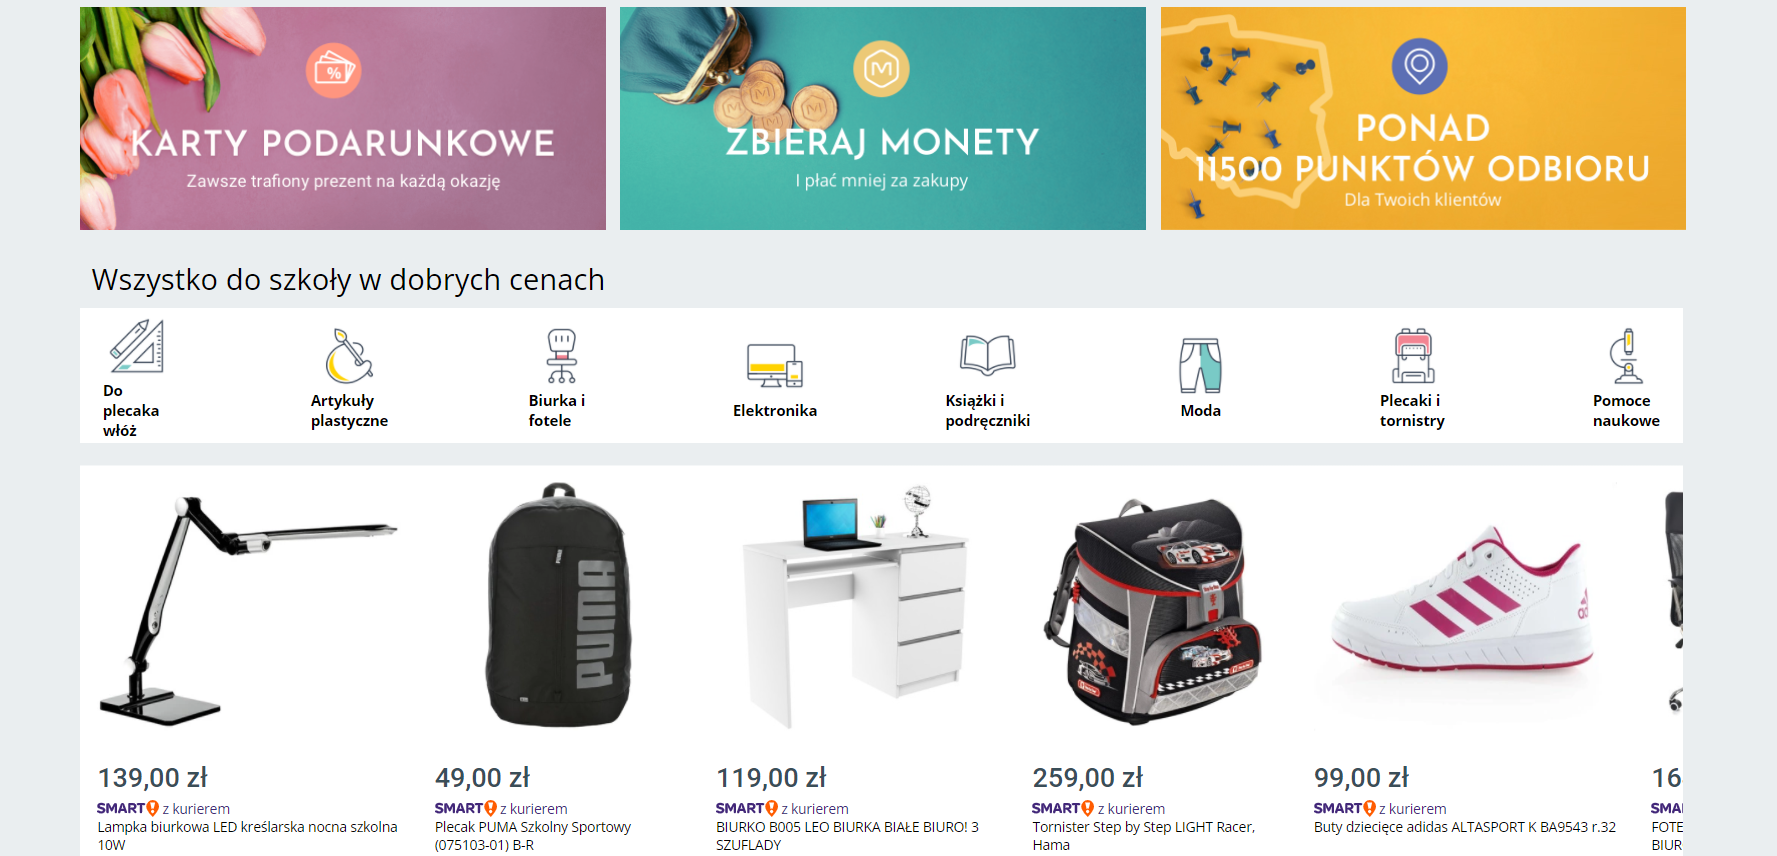 KARTY PODARUNKOWE
Zawsze trafiony prezent na każdą okazję
ZBIERAJ MONETY
I płać mniej za zakupy
PONAD
11500 PUNKTÓW ODBIORU
Dla Twoich klientów
Wszystko do szkoły w dobrych cenach
Do
plecaka
włóż
Artykuły
plastyczne
Biurka i
fotele
Elektronika
Książki i
podręczniki
Moda
Plecaki i
tornistry
Pomoce
naukowe
PUMA
adidas
139,00 zł
SMART! z kurierem
Lampka biurkowa LED kreślarska nocna szkolna
10W
49,00 zł
SMART! z kurierem
Plecak PUMA Szkolny Sportowy
(075103-01) B-R
119,00 zł
SMART! z kurierem
BIURKO B005 LEO BIURKA BIAŁE BIURO! 3
SZUFLADY
259,00 zł
SMART! z kurierem
Tornister Step by Step LIGHT Racer,
Hama
99,00 zł
SMART! z kurierem
Buty dziecięce adidas ALTASPORT K BA9543 r.32
16
SMA
FOTE
BIUR